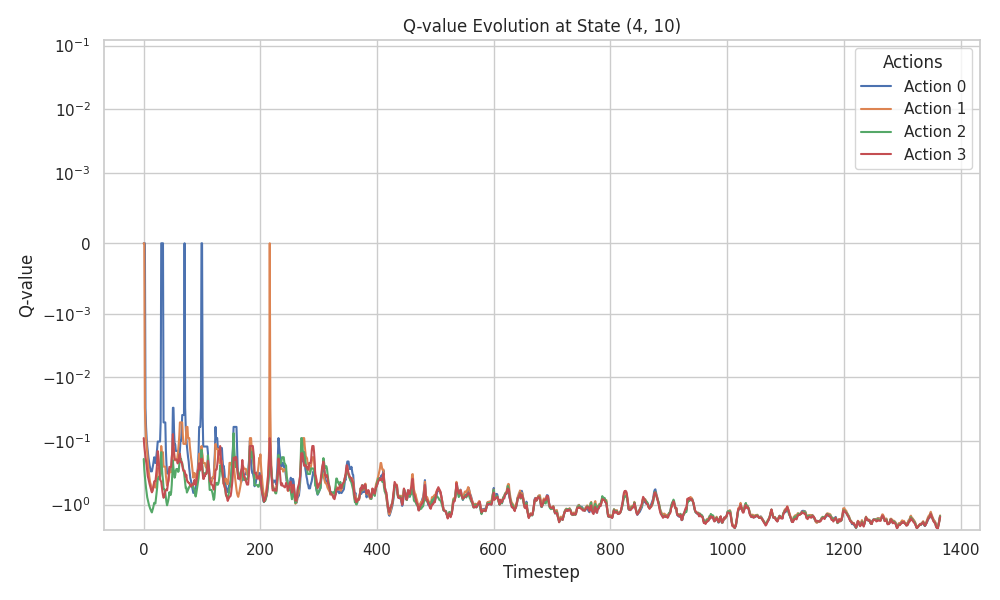 Q-value Evolution at State (4, 10)
Actions
Action 0
Action 1
Action 2
Action 3
Q-value
10⁻¹
10⁻²
10⁻³
0
−10⁻³
−10⁻²
−10⁻¹
−10⁰
0 200 400 600 800 1000 1200 1400
Timestep